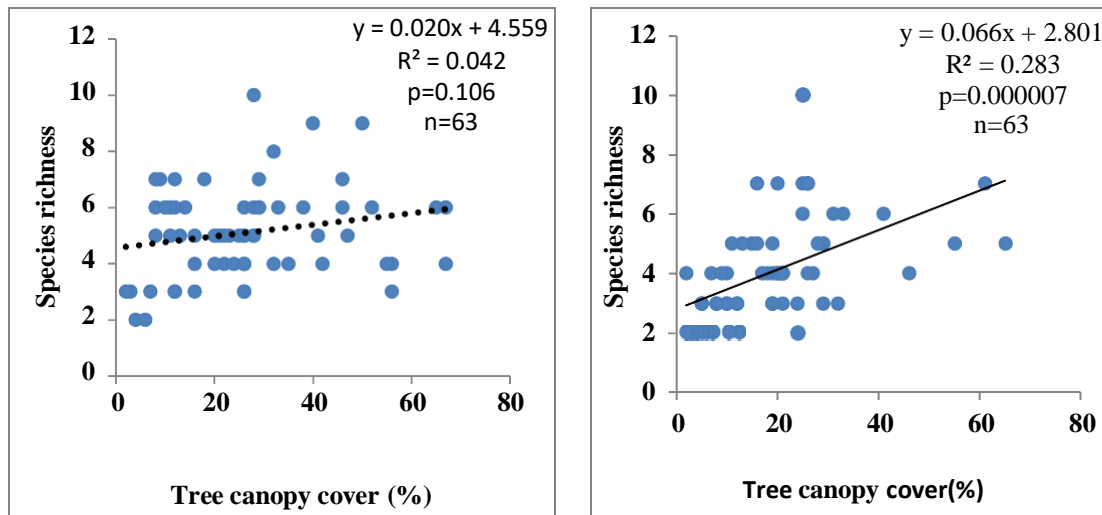 y = 0.020x + 4.559
R² = 0.042
p=0.106
n=63
12
10
8
6
4
2
0
Species richness
0 20 40 60 80
Tree canopy cover (%)
y = 0.066x + 2.801
R² = 0.283
p=0.000007
n=63
12
10
8
6
4
2
0
Species richness
0 20 40 60 80
Tree canopy cover(%)